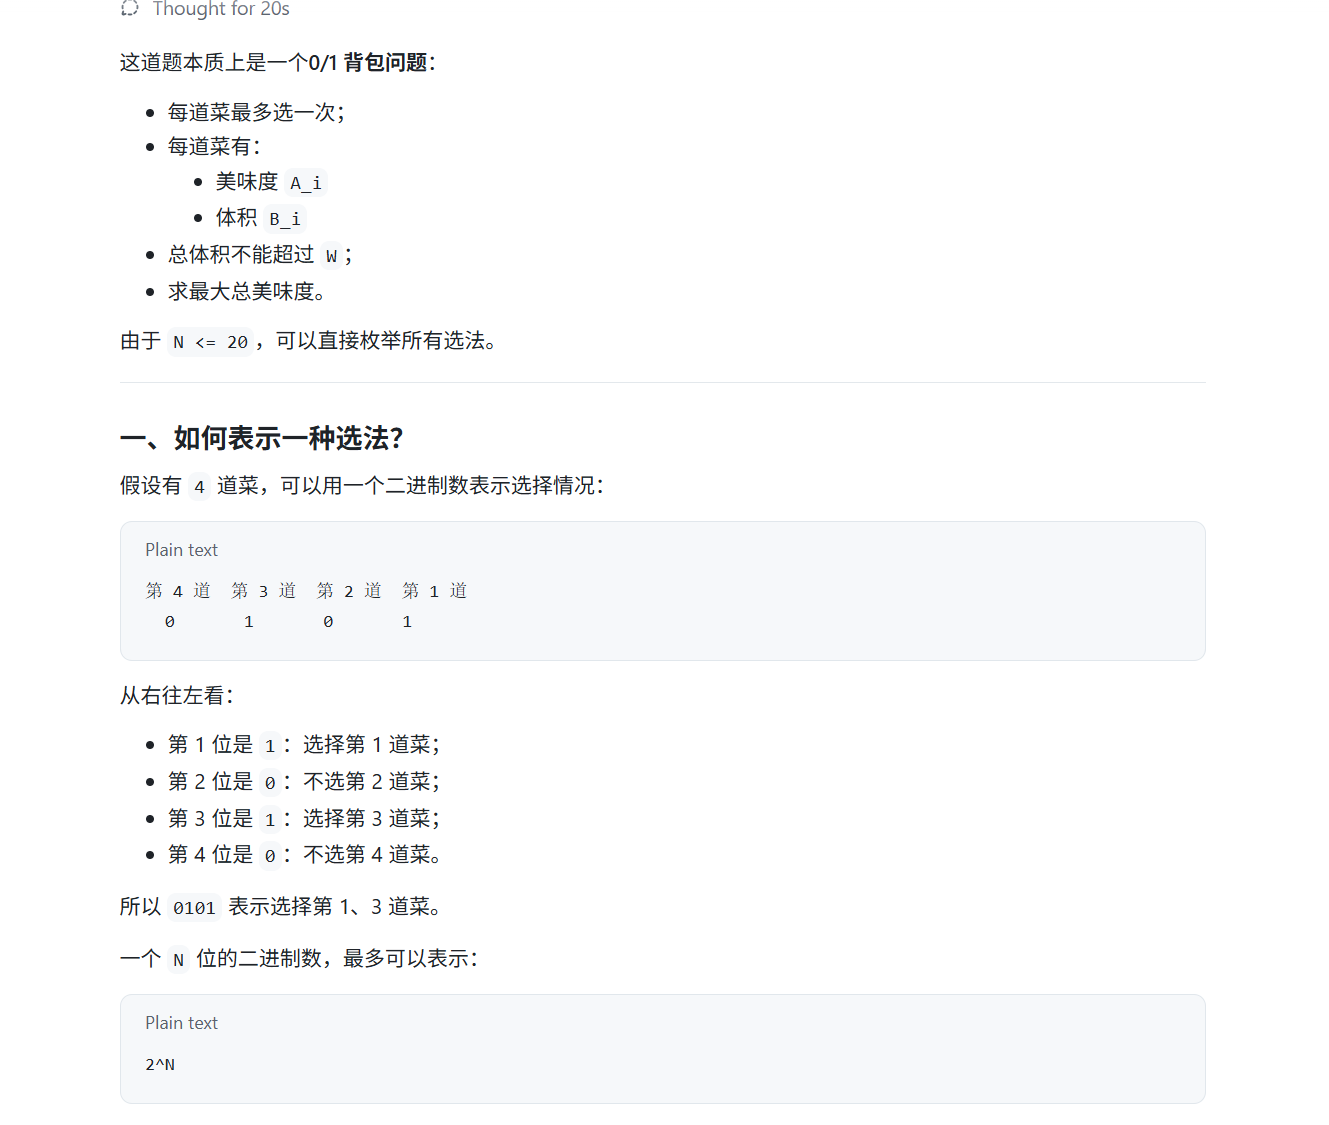 Thought for 20s
这道题本质上是一个0/1 背包问题：
每道菜最多选一次；
每道菜有：
美味度 A_i
体积 B_i
总体积不能超过 W；
求最大总美味度。
由于 N <= 20，可以直接枚举所有选法。
一、如何表示一种选法？
假设有 4 道菜，可以用一个二进制数表示选择情况：
Plain text
第 4 道  第 3 道  第 2 道  第 1 道
0 1 0 1
从右往左看：
第 1 位是 1：选择第 1 道菜；
第 2 位是 0：不选第 2 道菜；
第 3 位是 1：选择第 3 道菜；
第 4 位是 0：不选第 4 道菜。
所以 0101 表示选择第 1、3 道菜。
一个 N 位的二进制数，最多可以表示：
Plain text
2^N